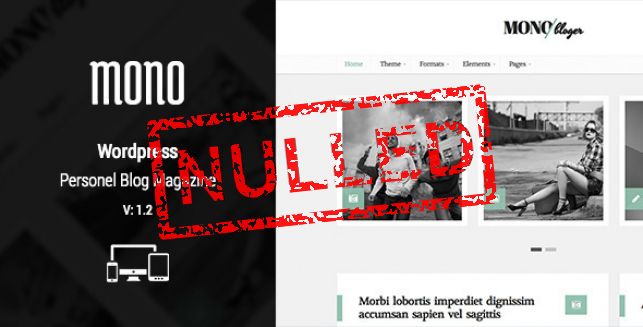 mono
Wordpress
Personel Blog Magazine
V: 1.2
NULLED
MONO/bloger
Home Theme Formats Elements Pages
Morbi lobortis imperdiet dignissim
accumsan sapien vel sagittis